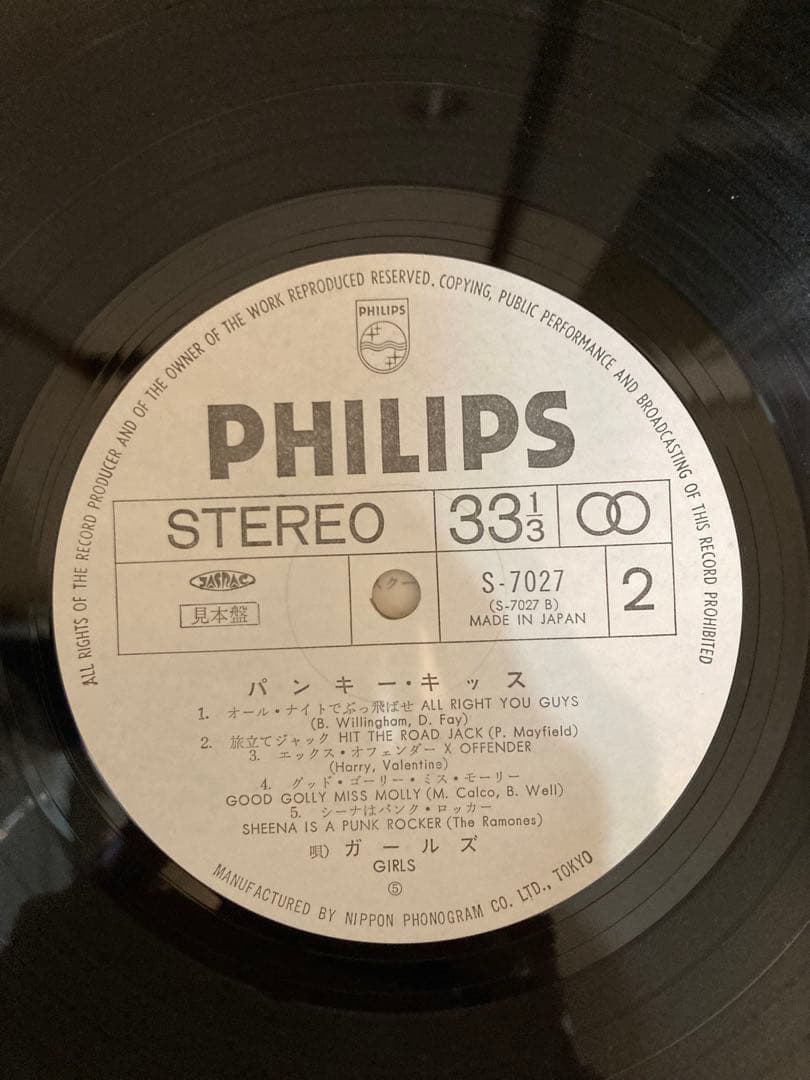 ALL RIGHTS OF THE RECORD PRODUCER AND OF THE OWNER OF THE WORK REPRODUCED RESERVED. COPYING, PUBLIC PERFORMANCE AND BROADCASTING OF THIS RECORD PROHIBITED
PHILIPS
PHILIPS
STEREO 33 1/3
JASRAC
見本盤
S-7027
(S-7027 B)
MADE IN JAPAN
2
パンキー・キッス
1. オール・ナイトでぶっ飛ばせ ALL RIGHT YOU GUYS
(B. Willingham, D. Fay)
2. 旅立てジャック HIT THE ROAD JACK (P. Mayfield)
3. エックス・オフェンダー X OFFENDER
(Harry, Valentine)
4. グッド・ゴーリー・ミス・モーリー
GOOD GOLLY MISS MOLLY (M. Calco, B. Well)
5. シーナはパンク・ロッカー
SHEENA IS A PUNK ROCKER (The Ramones)
唄) ガールズ
GIRLS
⑤
MANUFACTURED BY NIPPON PHONOGRAM CO. LTD., TOKYO